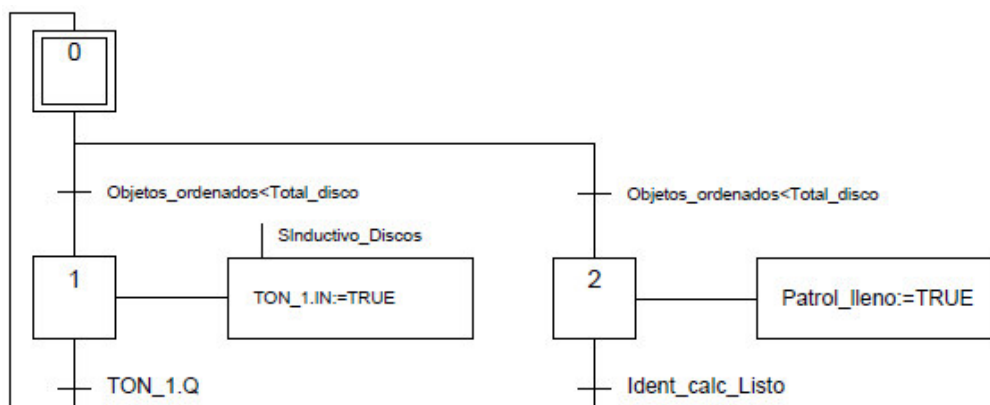 0
Objetos_ordenados<Total_disco
Objetos_ordenados<Total_disco
SInductivo_Discos
1
TON_1.IN:=TRUE
2
Patrol_lleno:=TRUE
TON_1.Q
Ident_calc_Listo